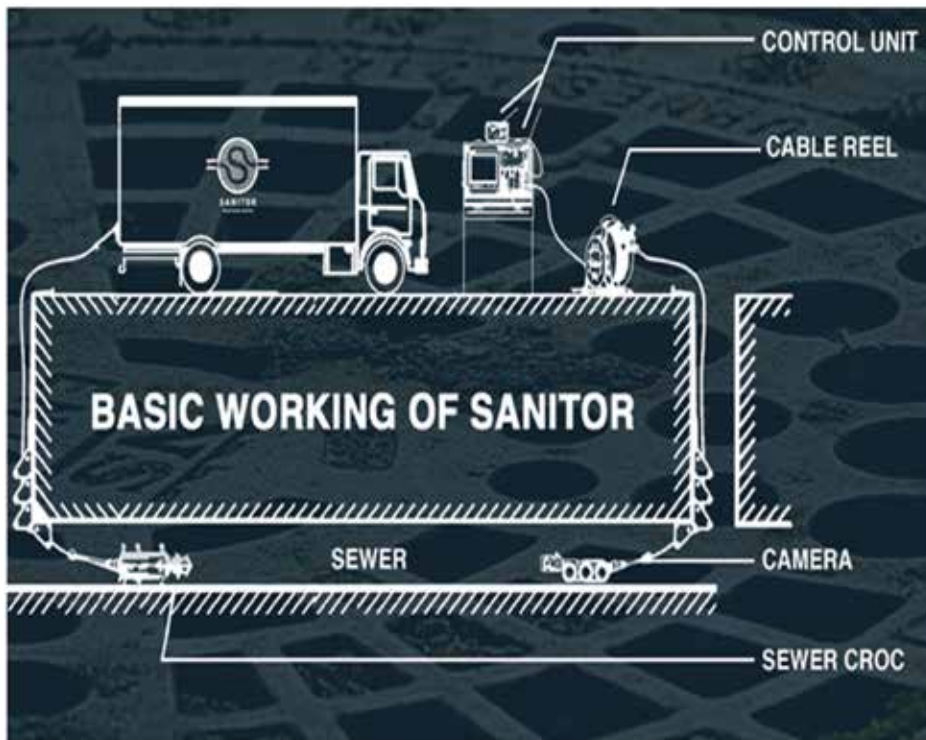 CONTROL UNIT
CABLE REEL
SANITOR
BASIC WORKING OF SANITOR
SEWER
CAMERA
SEWER CROC